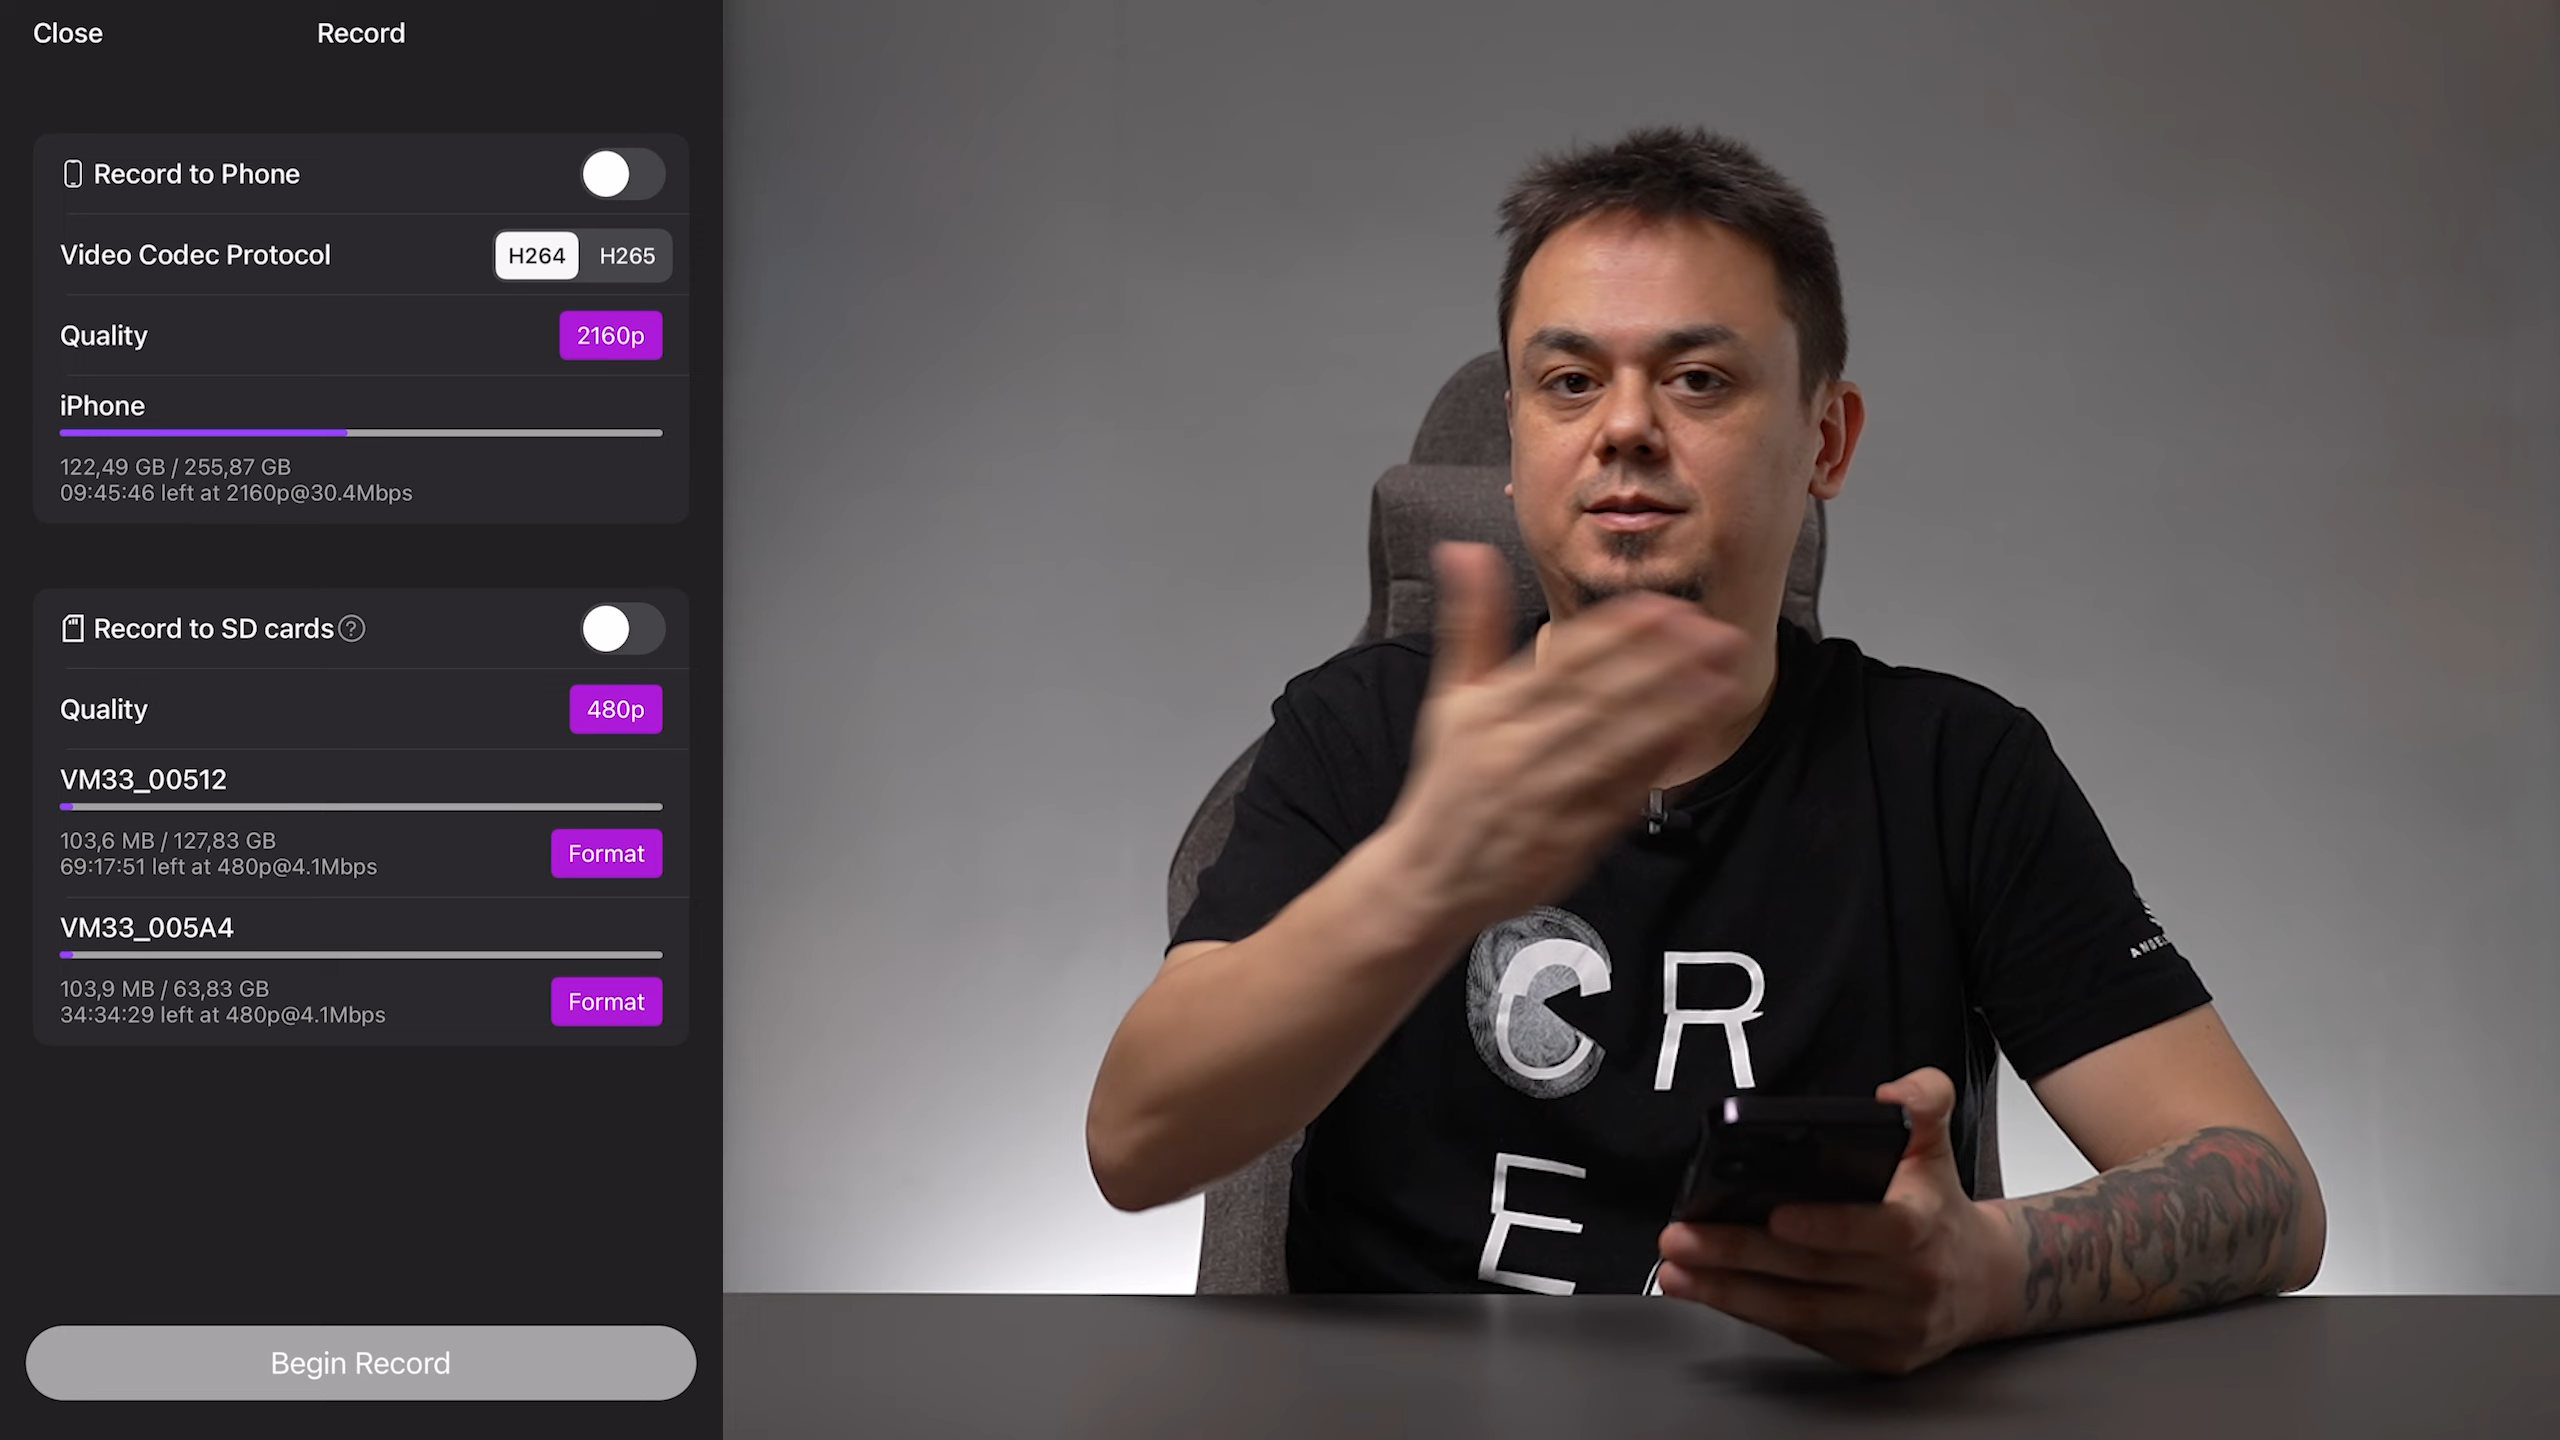 Close
Record
Record to Phone
Video Codec Protocol
H264 H265
Quality
2160p
iPhone
122,49 GB / 255,87 GB
09:45:46 left at 2160p@30.4Mbps
Record to SD cards ?
Quality
480p
VM33_00512
103,6 MB / 127,83 GB
69:17:51 left at 480p@4.1Mbps
Format
VM33_005A4
103,9 MB / 63,83 GB
34:34:29 left at 480p@4.1Mbps
Format
Begin Record
C R
E